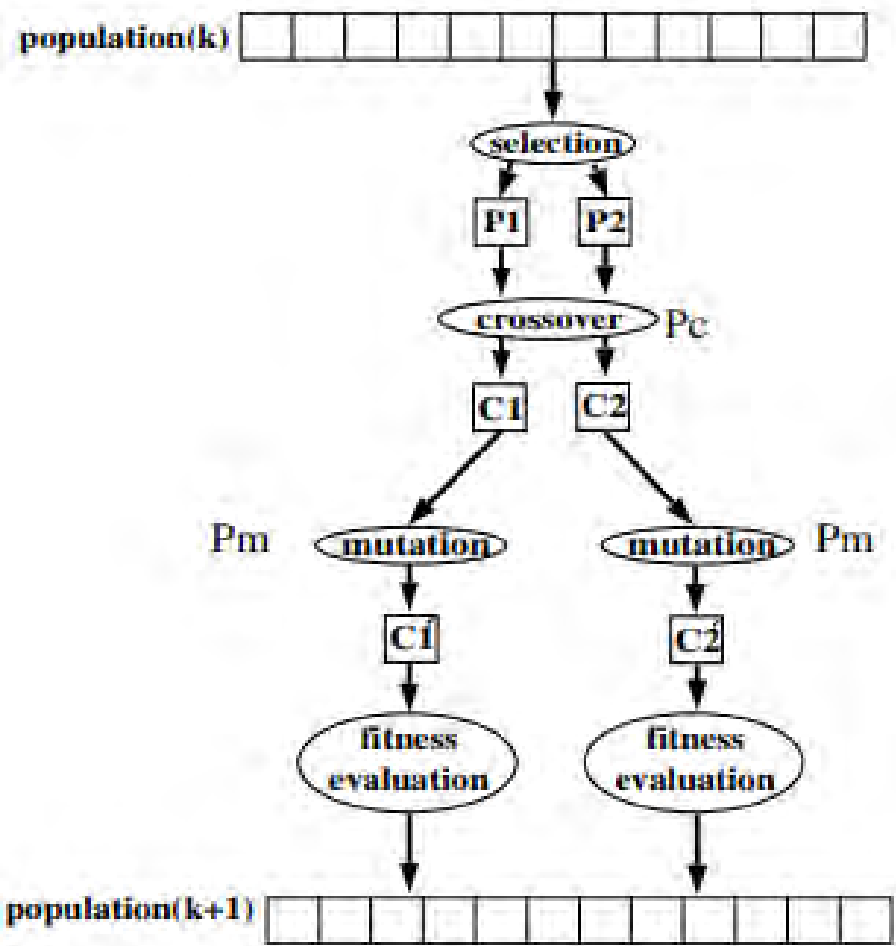 population(k)
selection
P1 P2
crossover Pc
C1 C2
Pm mutation mutation Pm
C1́ C2́
fitness fitness
evaluation evaluation
population(k+1)